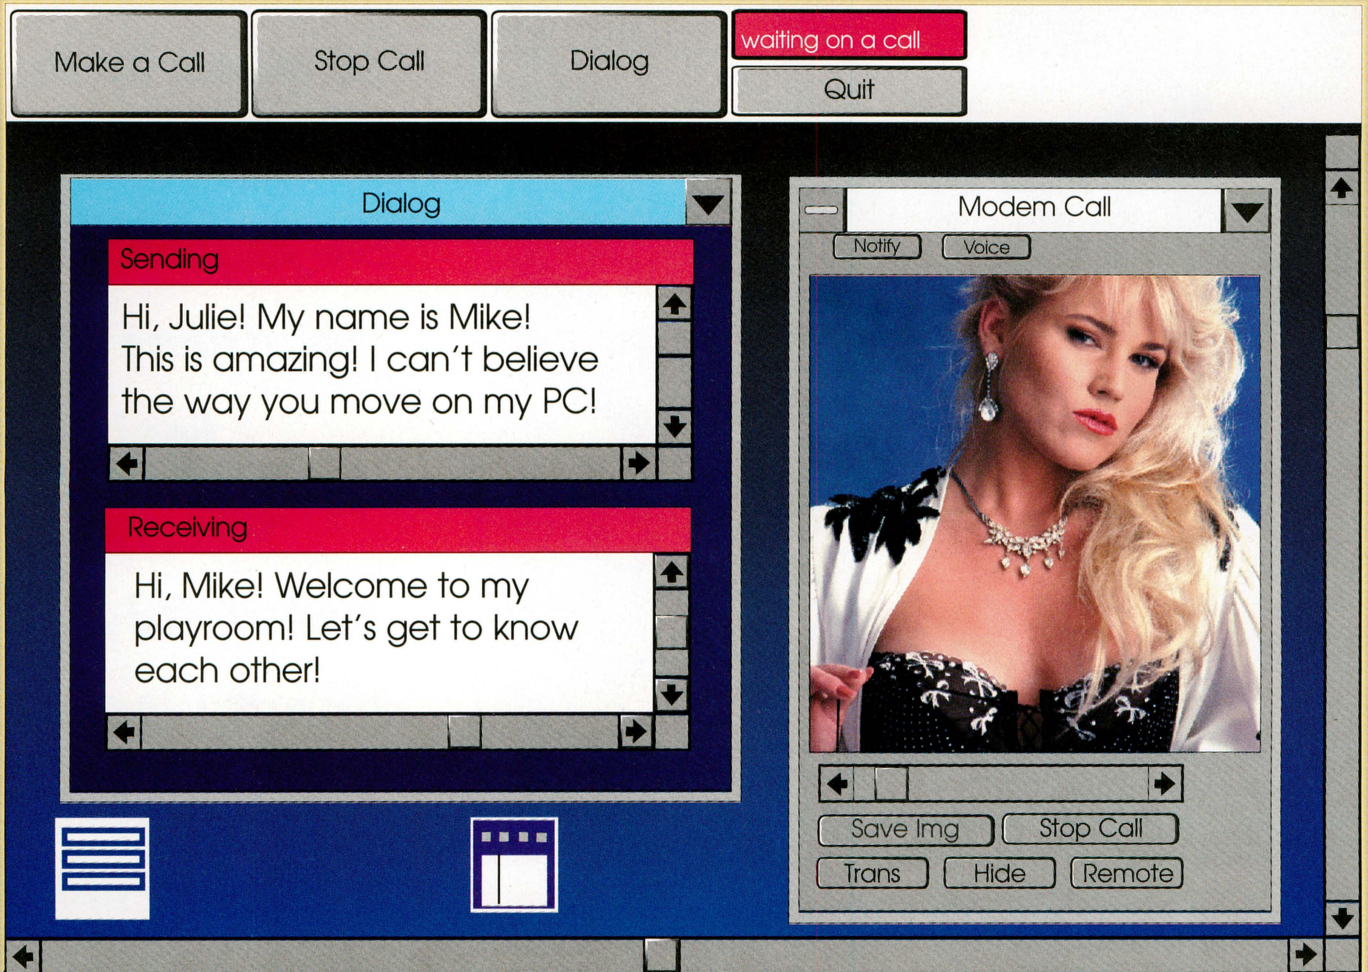 Make a Call
Stop Call
Dialog
waiting on a call
Quit
Dialog
Sending
Hi, Julie! My name is Mike!
This is amazing! I can't believe
the way you move on my PC!
Receiving
Hi, Mike! Welcome to my
playroom! Let's get to know
each other!
Modem Call
Notify
Voice
Save Img
Stop Call
Trans
Hide
Remote